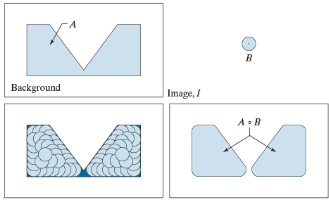 A
B
Background
Image, I
A ∘ B